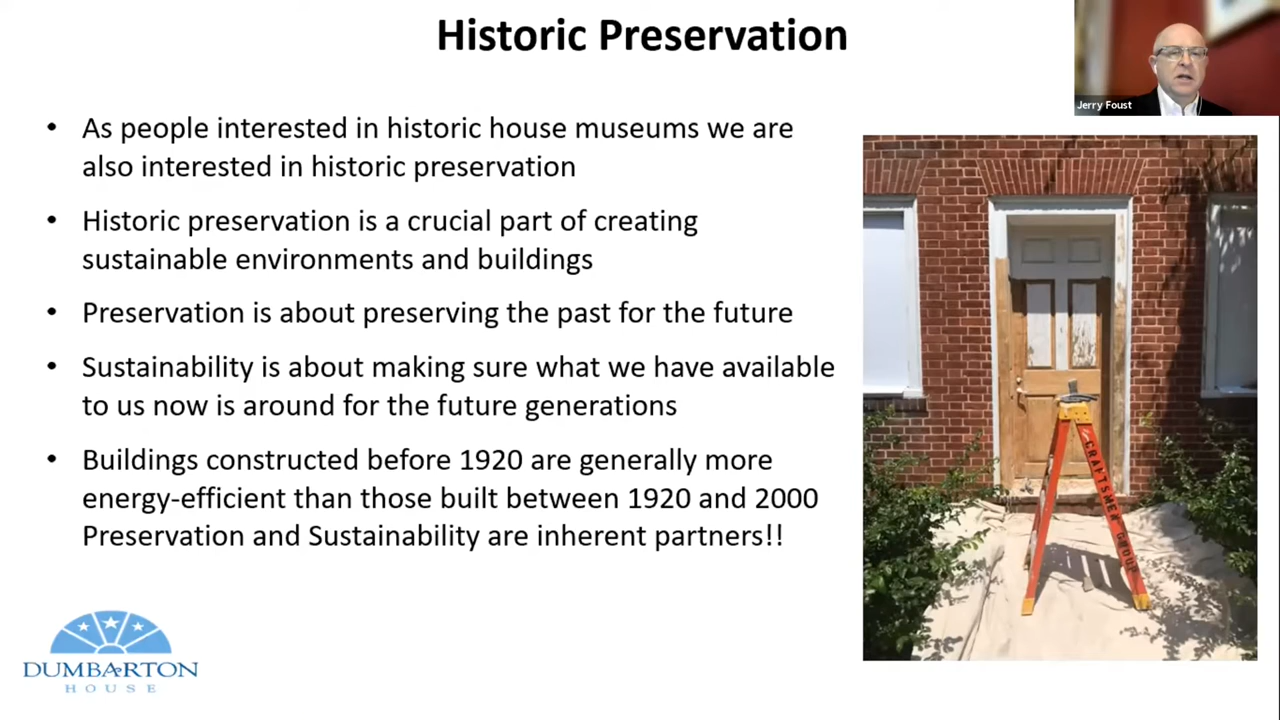 Historic Preservation
Jerry Foust
• As people interested in historic house museums we are
also interested in historic preservation
• Historic preservation is a crucial part of creating
sustainable environments and buildings
• Preservation is about preserving the past for the future
• Sustainability is about making sure what we have available
to us now is around for the future generations
• Buildings constructed before 1920 are generally more
energy-efficient than those built between 1920 and 2000
Preservation and Sustainability are inherent partners!!
CRAFTSMEN GROUP
DUMBARTON
HOUSE